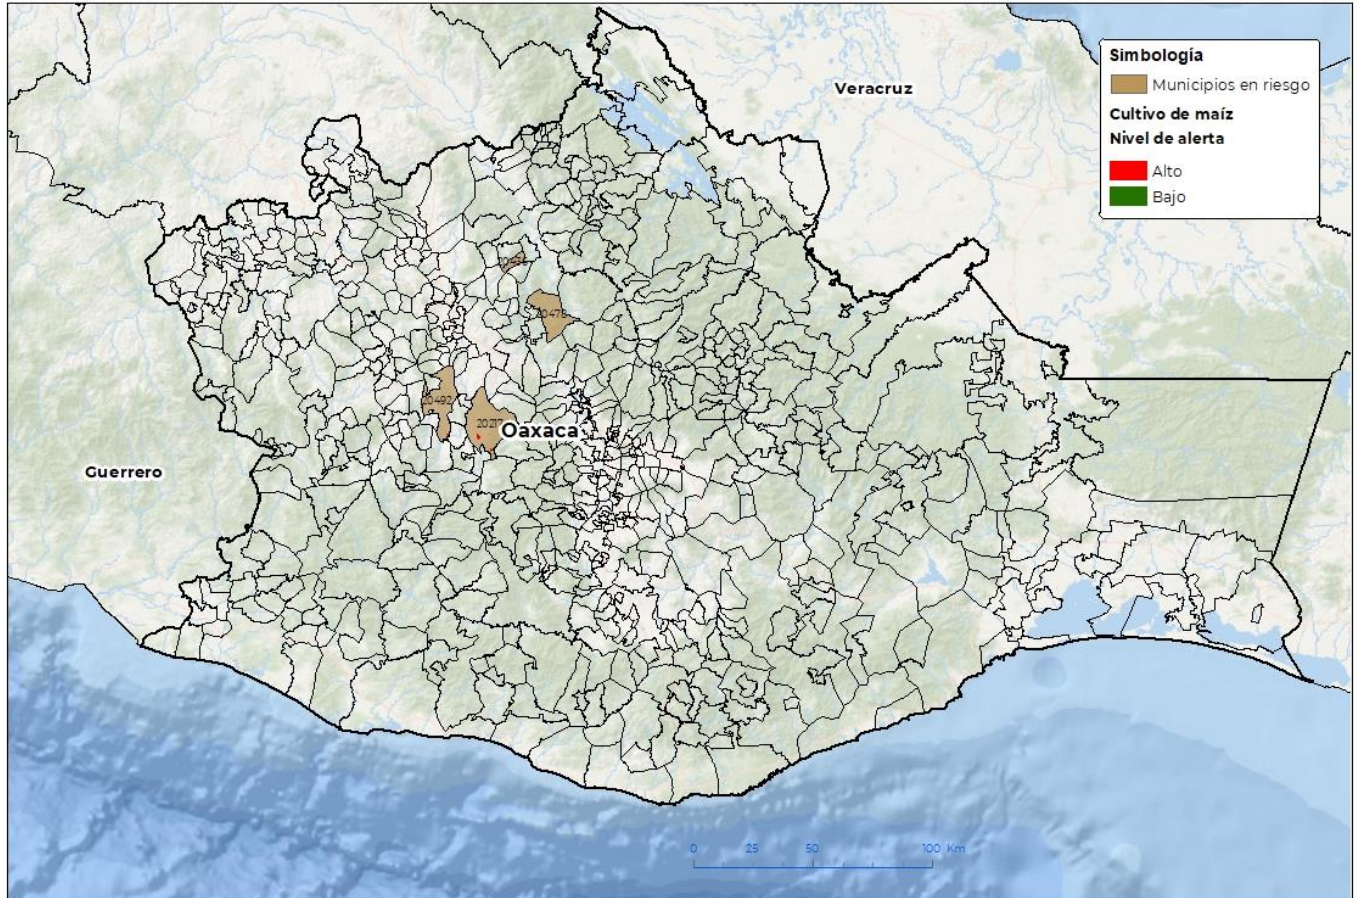 Simbología
Municipios en riesgo
Cultivo de maíz
Nivel de alerta
Alto
Bajo
Veracruz
20492
Oaxaca
Guerrero
0 25 50 100 Km